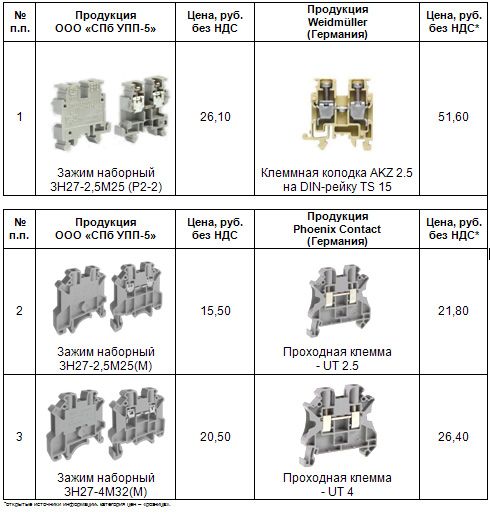 № п.п.
Продукция ООО «СПб УПП-5»
Цена, руб. без НДС
Продукция Weidmüller (Германия)
Цена, руб. без НДС*
1
Зажим наборный
ЗН27-2,5М25 (Р2-2)
26,10
Клеммная колодка AKZ 2.5
на DIN-рейку TS 15
51,60
№ п.п.
Продукция ООО «СПб УПП-5»
Цена, руб. без НДС
Продукция Phoenix Contact (Германия)
Цена, руб. без НДС*
2
Зажим наборный
ЗН27-2,5М25(М)
15,50
Проходная клемма
- UT 2.5
21,80
3
Зажим наборный
ЗН27-4М32(М)
20,50
Проходная клемма
- UT 4
26,40
*открытые источники информации, категория цен –